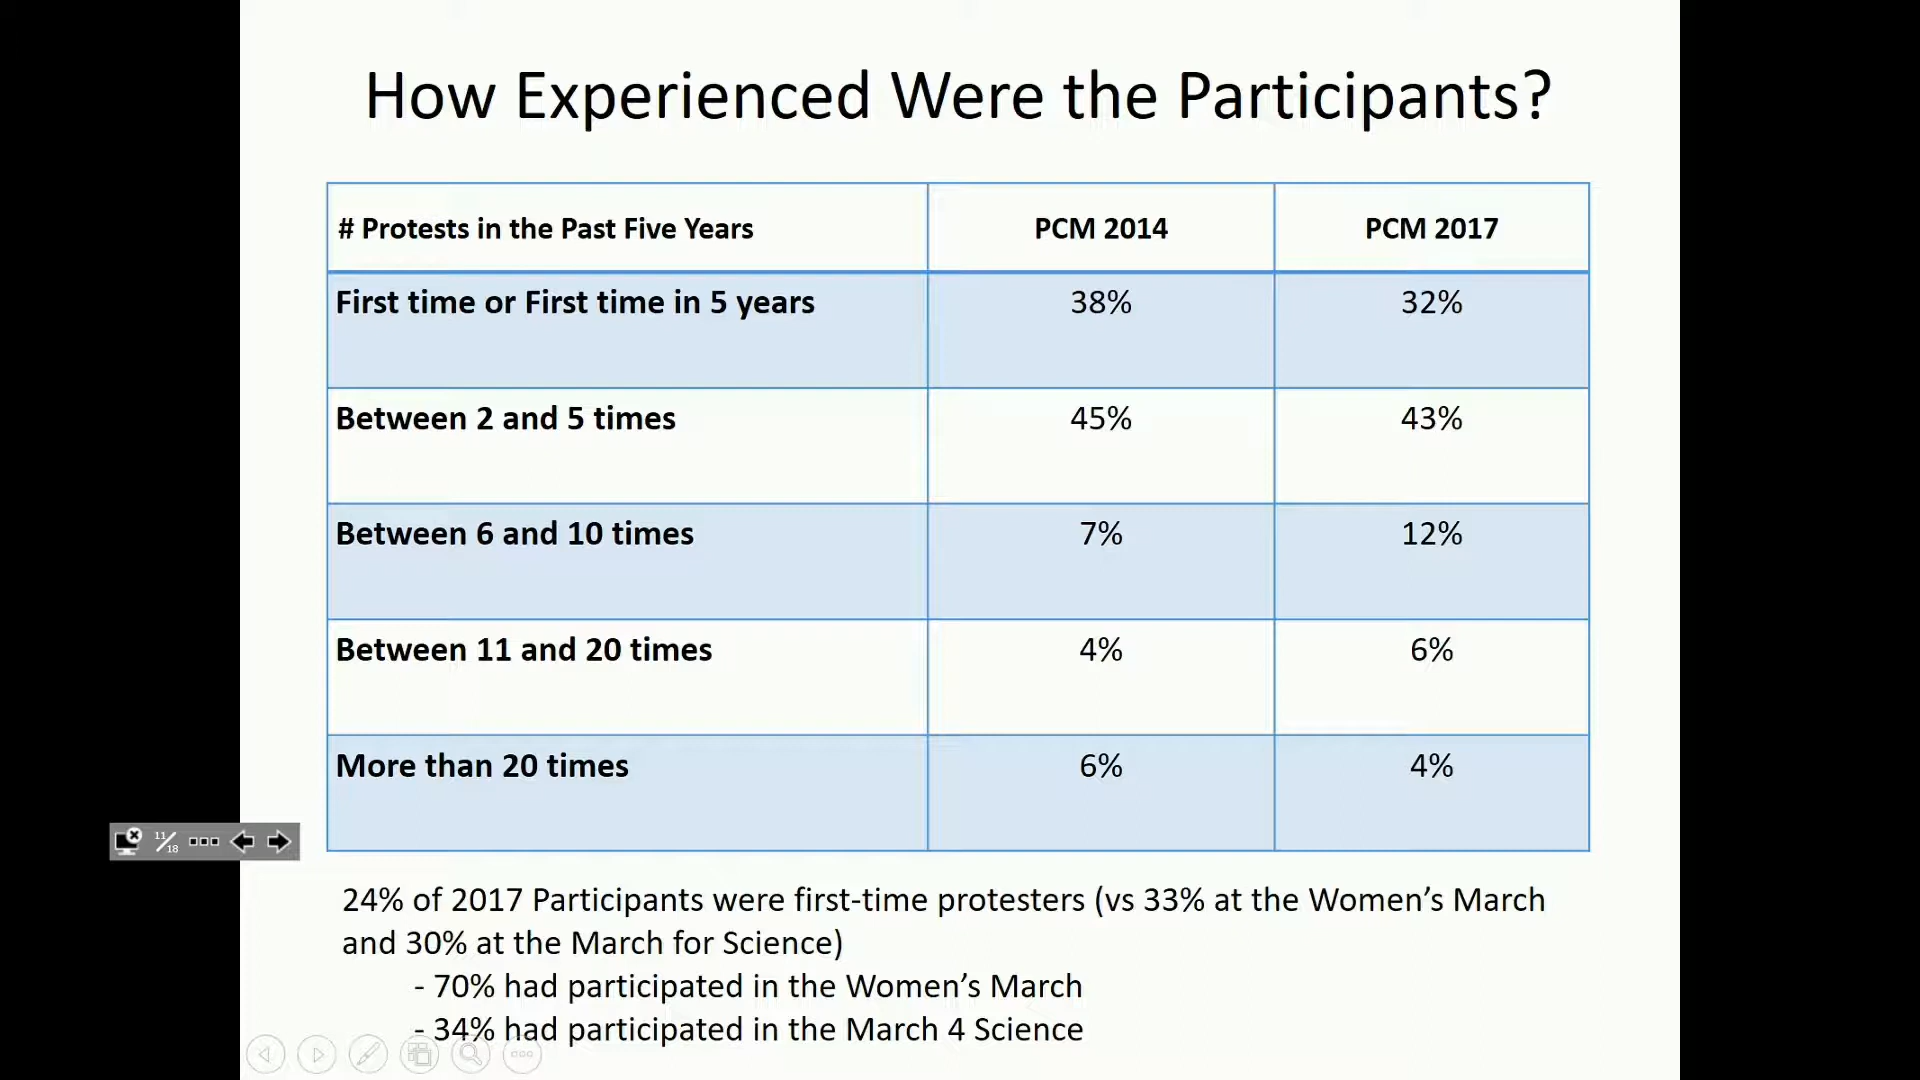 How Experienced Were the Participants?
# Protests in the Past Five Years PCM 2014 PCM 2017
First time or First time in 5 years 38% 32%
Between 2 and 5 times 45% 43%
Between 6 and 10 times 7% 12%
Between 11 and 20 times 4% 6%
More than 20 times 6% 4%
11/18
24% of 2017 Participants were first-time protesters (vs 33% at the Women’s March
and 30% at the March for Science)
- 70% had participated in the Women’s March
- 34% had participated in the March 4 Science